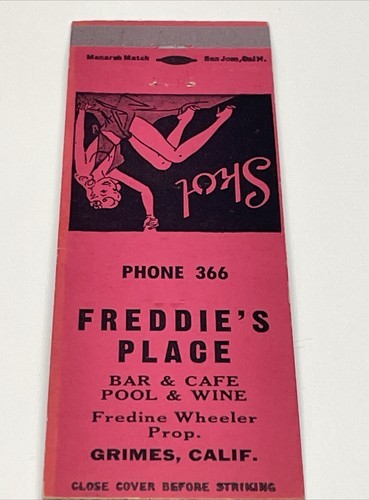 Monarch Match San Jose, Calif.
Skol
PHONE 366
FREDDIE'S
PLACE
BAR & CAFE
POOL & WINE
Fredine Wheeler
Prop.
GRIMES, CALIF.
CLOSE COVER BEFORE STRIKING